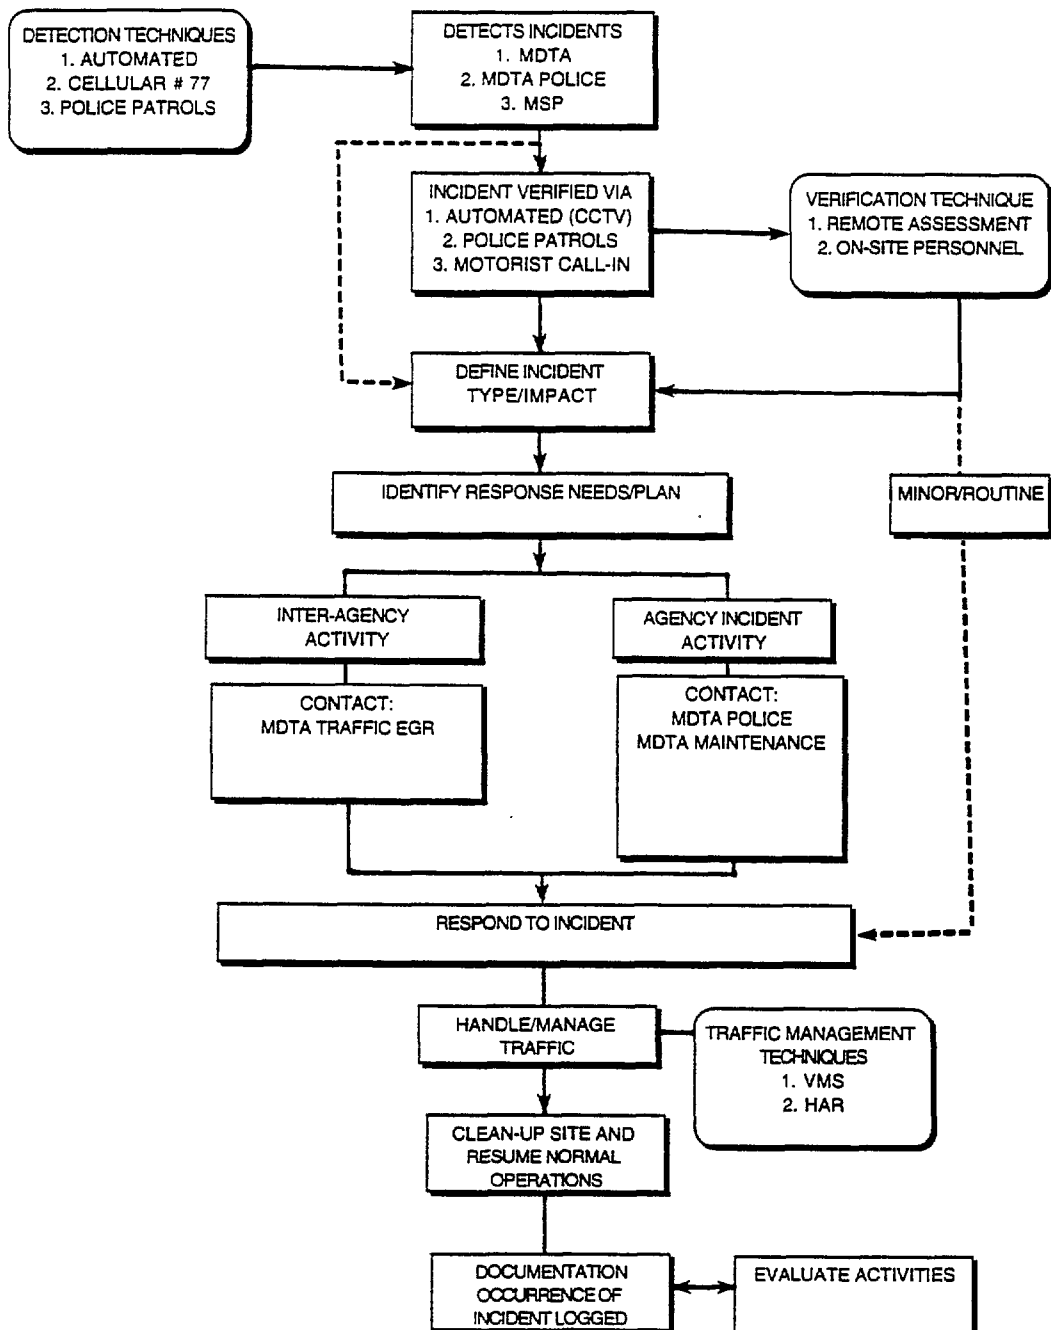 DETECTION TECHNIQUES
1. AUTOMATED
2. CELLULAR # 77
3. POLICE PATROLS
DETECTS INCIDENTS
1. MDTA
2. MDTA POLICE
3. MSP
INCIDENT VERIFIED VIA
1. AUTOMATED (CCTV)
2. POLICE PATROLS
3. MOTORIST CALL-IN
VERIFICATION TECHNIQUE
1. REMOTE ASSESSMENT
2. ON-SITE PERSONNEL
DEFINE INCIDENT
TYPE/IMPACT
IDENTIFY RESPONSE NEEDS/PLAN
MINOR/ROUTINE
INTER-AGENCY
ACTIVITY
AGENCY INCIDENT
ACTIVITY
CONTACT:
MDTA TRAFFIC EGR
CONTACT:
MDTA POLICE
MDTA MAINTENANCE
RESPOND TO INCIDENT
HANDLE/MANAGE
TRAFFIC
TRAFFIC MANAGEMENT
TECHNIQUES
1. VMS
2. HAR
CLEAN-UP SITE AND
RESUME NORMAL
OPERATIONS
DOCUMENTATION
OCCURRENCE OF
INCIDENT LOGGED
EVALUATE ACTIVITIES